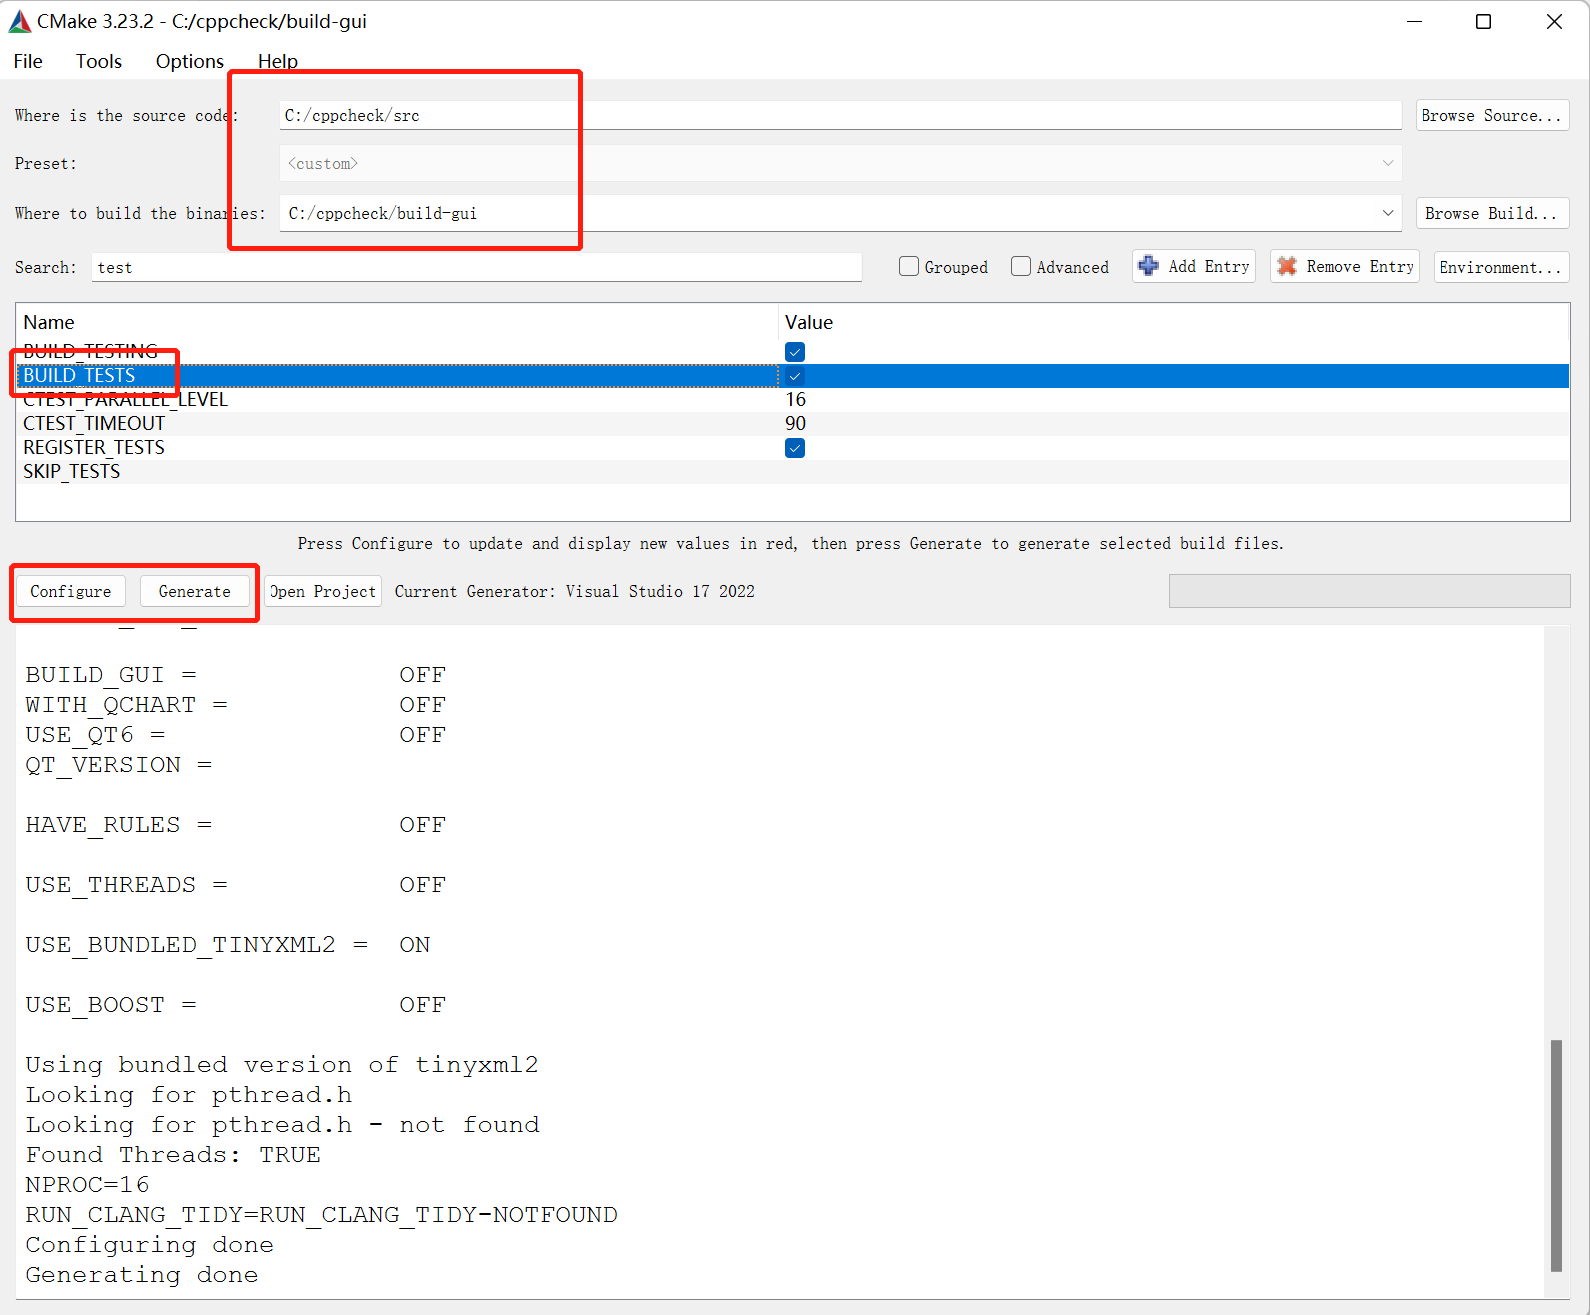 CMake 3.23.2 - C:/cppcheck/build-gui
File Tools Options Help
Where is the source code: C:/cppcheck/src Browse Source...
Preset: <custom>
Where to build the binaries: C:/cppcheck/build-gui Browse Build...
Search: test Grouped Advanced Add Entry Remove Entry Environment...
Name Value
BUILD_TESTING
BUILD_TESTS
CTEST_PARALLEL_LEVEL 16
CTEST_TIMEOUT 90
REGISTER_TESTS
SKIP_TESTS
Press Configure to update and display new values in red, then press Generate to generate selected build files.
Configure Generate Open Project Current Generator: Visual Studio 17 2022
BUILD_GUI = OFF
WITH_QCHART = OFF
USE_QT6 = OFF
QT_VERSION =
HAVE_RULES = OFF
USE_THREADS = OFF
USE_BUNDLED_TINYXML2 = ON
USE_BOOST = OFF
Using bundled version of tinyxml2
Looking for pthread.h
Looking for pthread.h - not found
Found Threads: TRUE
NPROC=16
RUN_CLANG_TIDY=RUN_CLANG_TIDY-NOTFOUND
Configuring done
Generating done